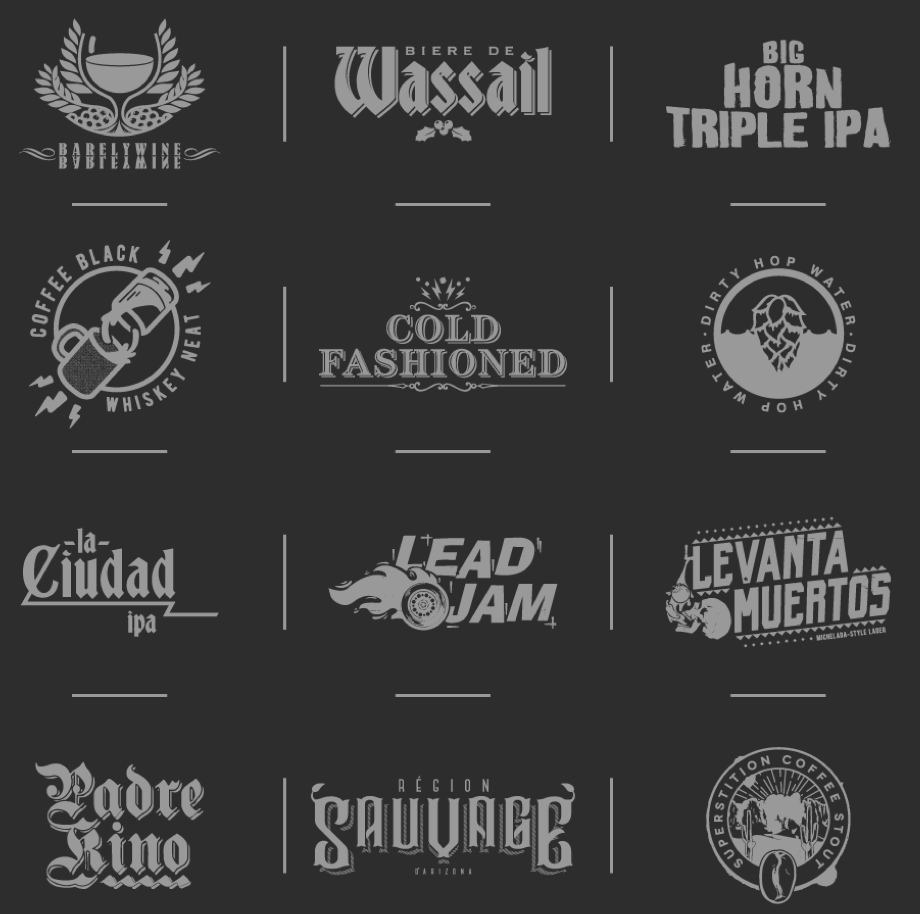 BARELYWINE
BIERE DE
Wassail
BIG
HORN
TRIPLE IPA
COFFEE BLACK
WHISKEY NEAT
COLD
FASHIONED
DIRTY HOP WATER · DIRTY HOP WATER ·
-la-
Ciudad
ipa
LEAD
JAM
LEVANTA
MUERTOS
MICHELADA-STYLE LAGER
Padre
Kino
RÉGION
SAUVAGE
D'ARIZONA
SUPERSTITION COFFEE STOUT